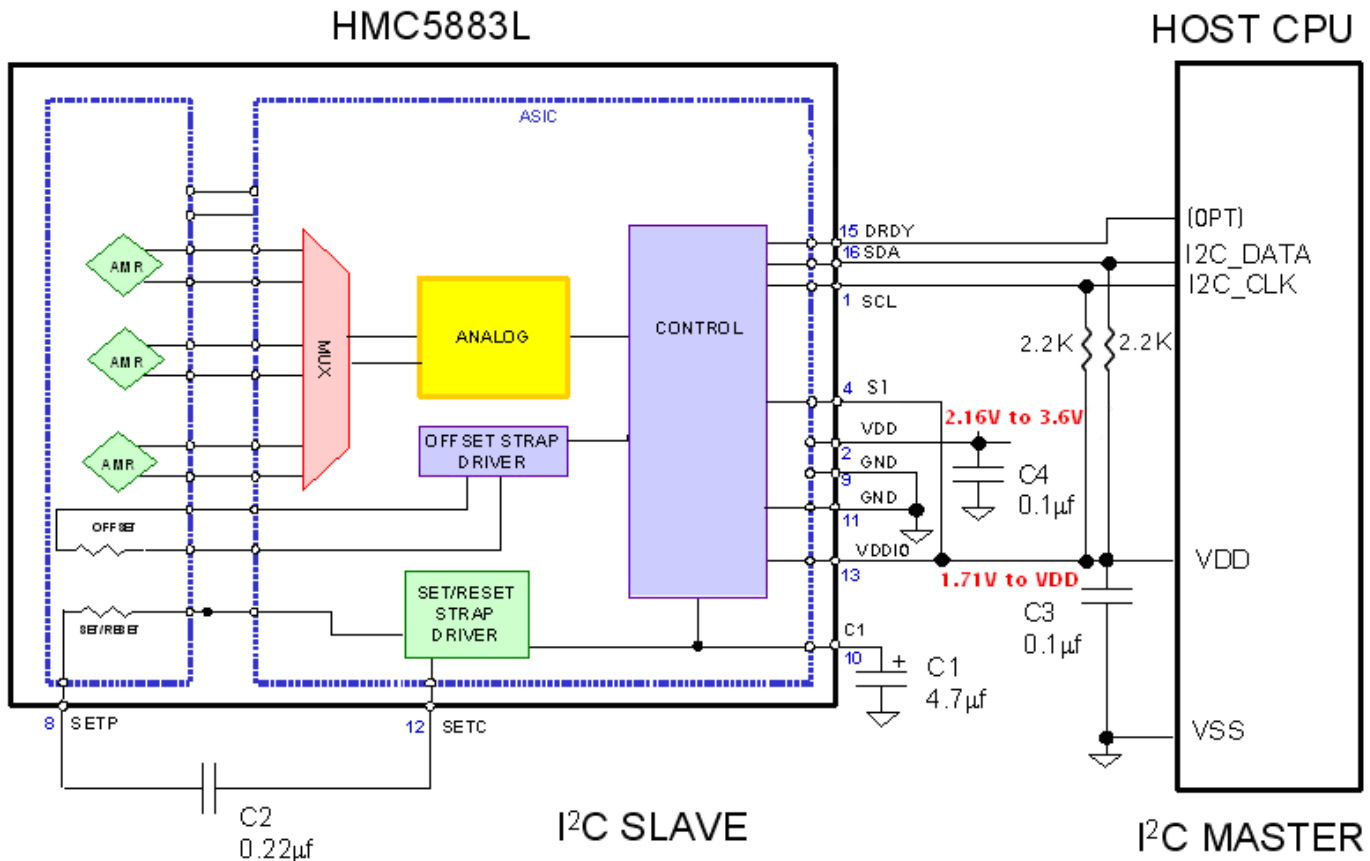 HMC5883L
HOST CPU
ASIC
15 DRDY
(OPT)
16 SDA
I2C_DATA
1 SCL
I2C_CLK
AMR
AMR
AMR
MUX
ANALOG
CONTROL
2.2K
2.2K
4 S1
2.16V to 3.6V
VDD
2
GND
9
GND
11
C4
0.1µf
OFFSET STRAP
DRIVER
OFFSET
VDDIO
13
1.71V to VDD
VDD
C3
0.1µf
SET/RESET
STRAP
DRIVER
SET/RESET
C1
10
+
C1
4.7µf
VSS
8 SETP
12 SETC
C2
0.22µf
I²C SLAVE
I²C MASTER